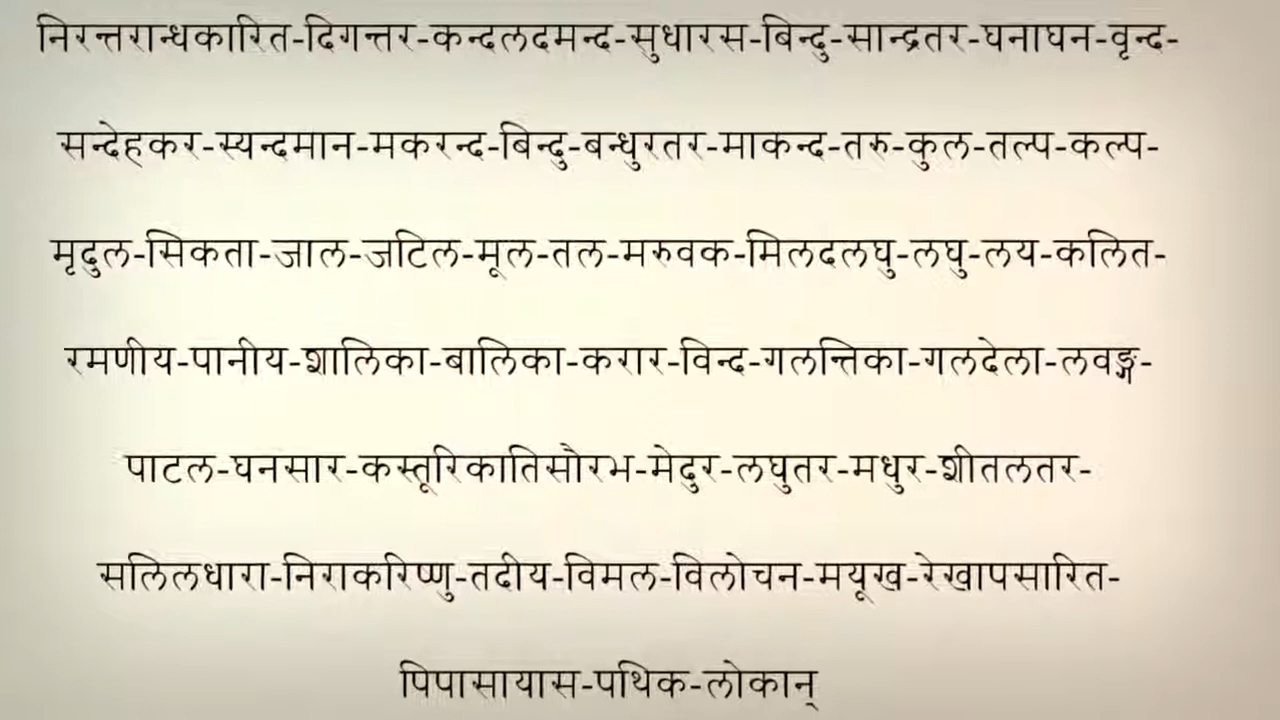 निरन्तरान्धकारित-दिगन्तर-कन्दलदमन्द-सुधारस-बिन्दु-सान्द्रतर-घनाघन-वृन्द-
सन्देहकर-स्यन्दमान-मकरन्द-बिन्दु-बन्धुरतर-माकन्द-तरु-कुल-तल्प-कल्प-
मृदुल-सिकता-जाल-जटिल-मूल-तल-मरुवक-मिलदलघु-लघु-लय-कलित-
रमणीय-पानीय-शालिका-बालिका-करार-विन्द-गलन्तिका-गलदेला-लवङ्ग-
पाटल-घनसार-कस्तूरिकातिसौरभ-मेदुर-लघुतर-मधुर-शीतलतर-
सलिलधारा-निराकरिष्णु-तदीय-विमल-विलोचन-मयूख-रेखापसारित-
पिपासायास-पथिक-लोकान्